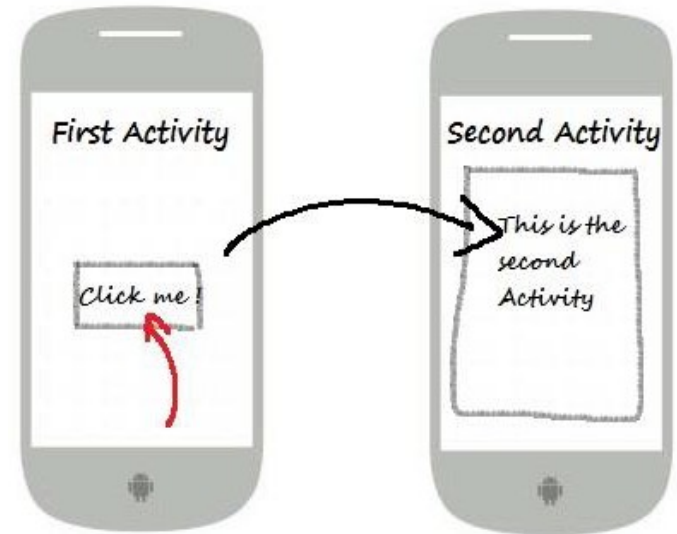 First Activity
Click me !
Second Activity
This is the
second
Activity